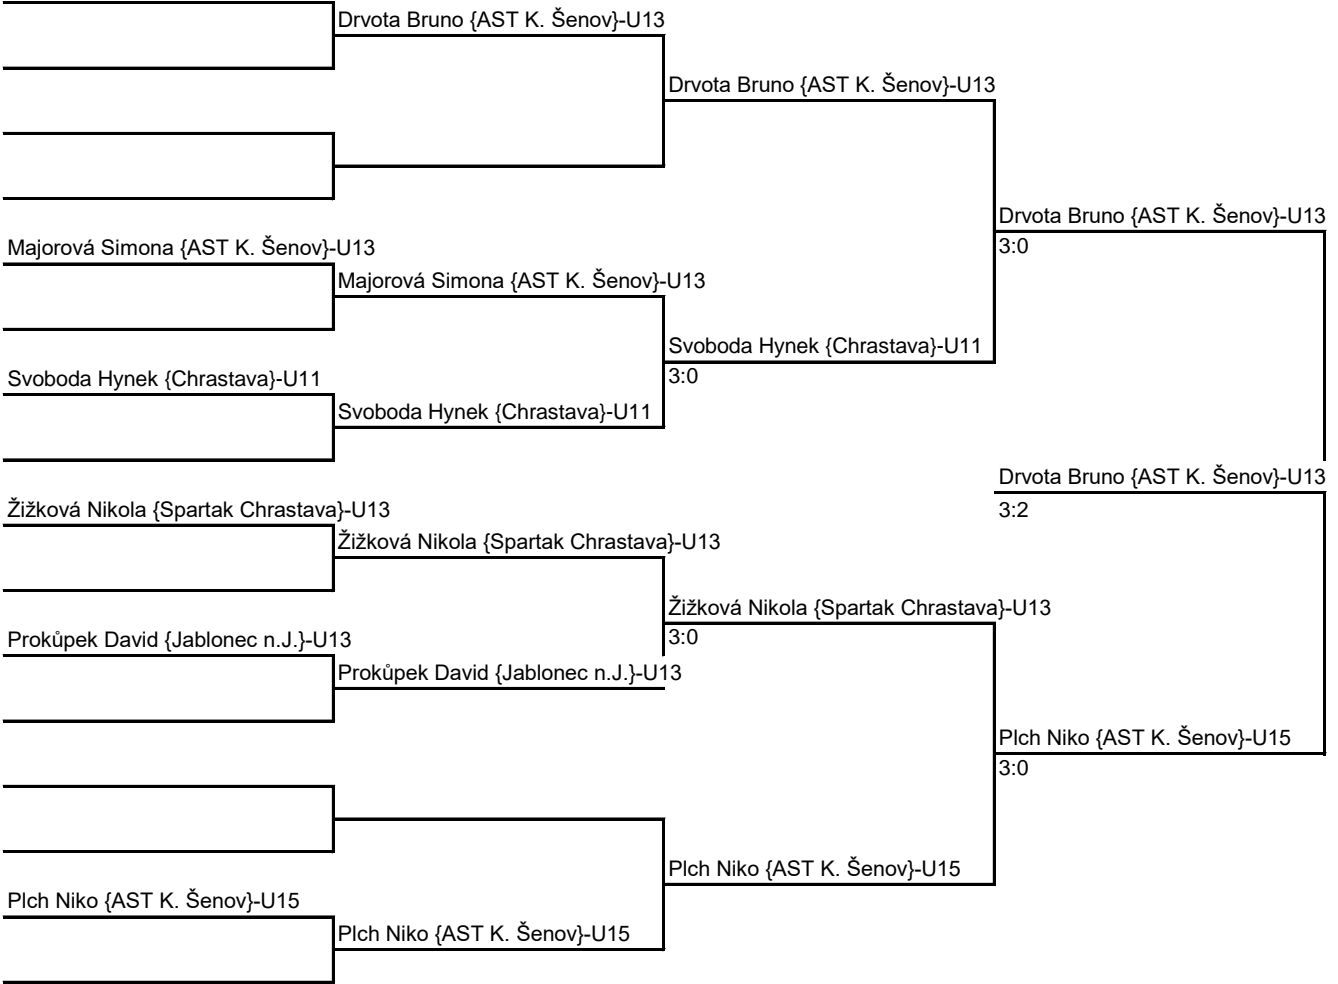 Drvota Bruno {AST K. Šenov}-U13
Drvota Bruno {AST K. Šenov}-U13
Drvota Bruno {AST K. Šenov}-U13
3:0
Majorová Simona {AST K. Šenov}-U13
Majorová Simona {AST K. Šenov}-U13
Svoboda Hynek {Chrastava}-U11
3:0
Svoboda Hynek {Chrastava}-U11
Svoboda Hynek {Chrastava}-U11
Drvota Bruno {AST K. Šenov}-U13
3:2
Žižková Nikola {Spartak Chrastava}-U13
Žižková Nikola {Spartak Chrastava}-U13
Žižková Nikola {Spartak Chrastava}-U13
3:0
Prokůpek David {Jablonec n.J.}-U13
Prokůpek David {Jablonec n.J.}-U13
Plch Niko {AST K. Šenov}-U15
3:0
Plch Niko {AST K. Šenov}-U15
Plch Niko {AST K. Šenov}-U15
Plch Niko {AST K. Šenov}-U15